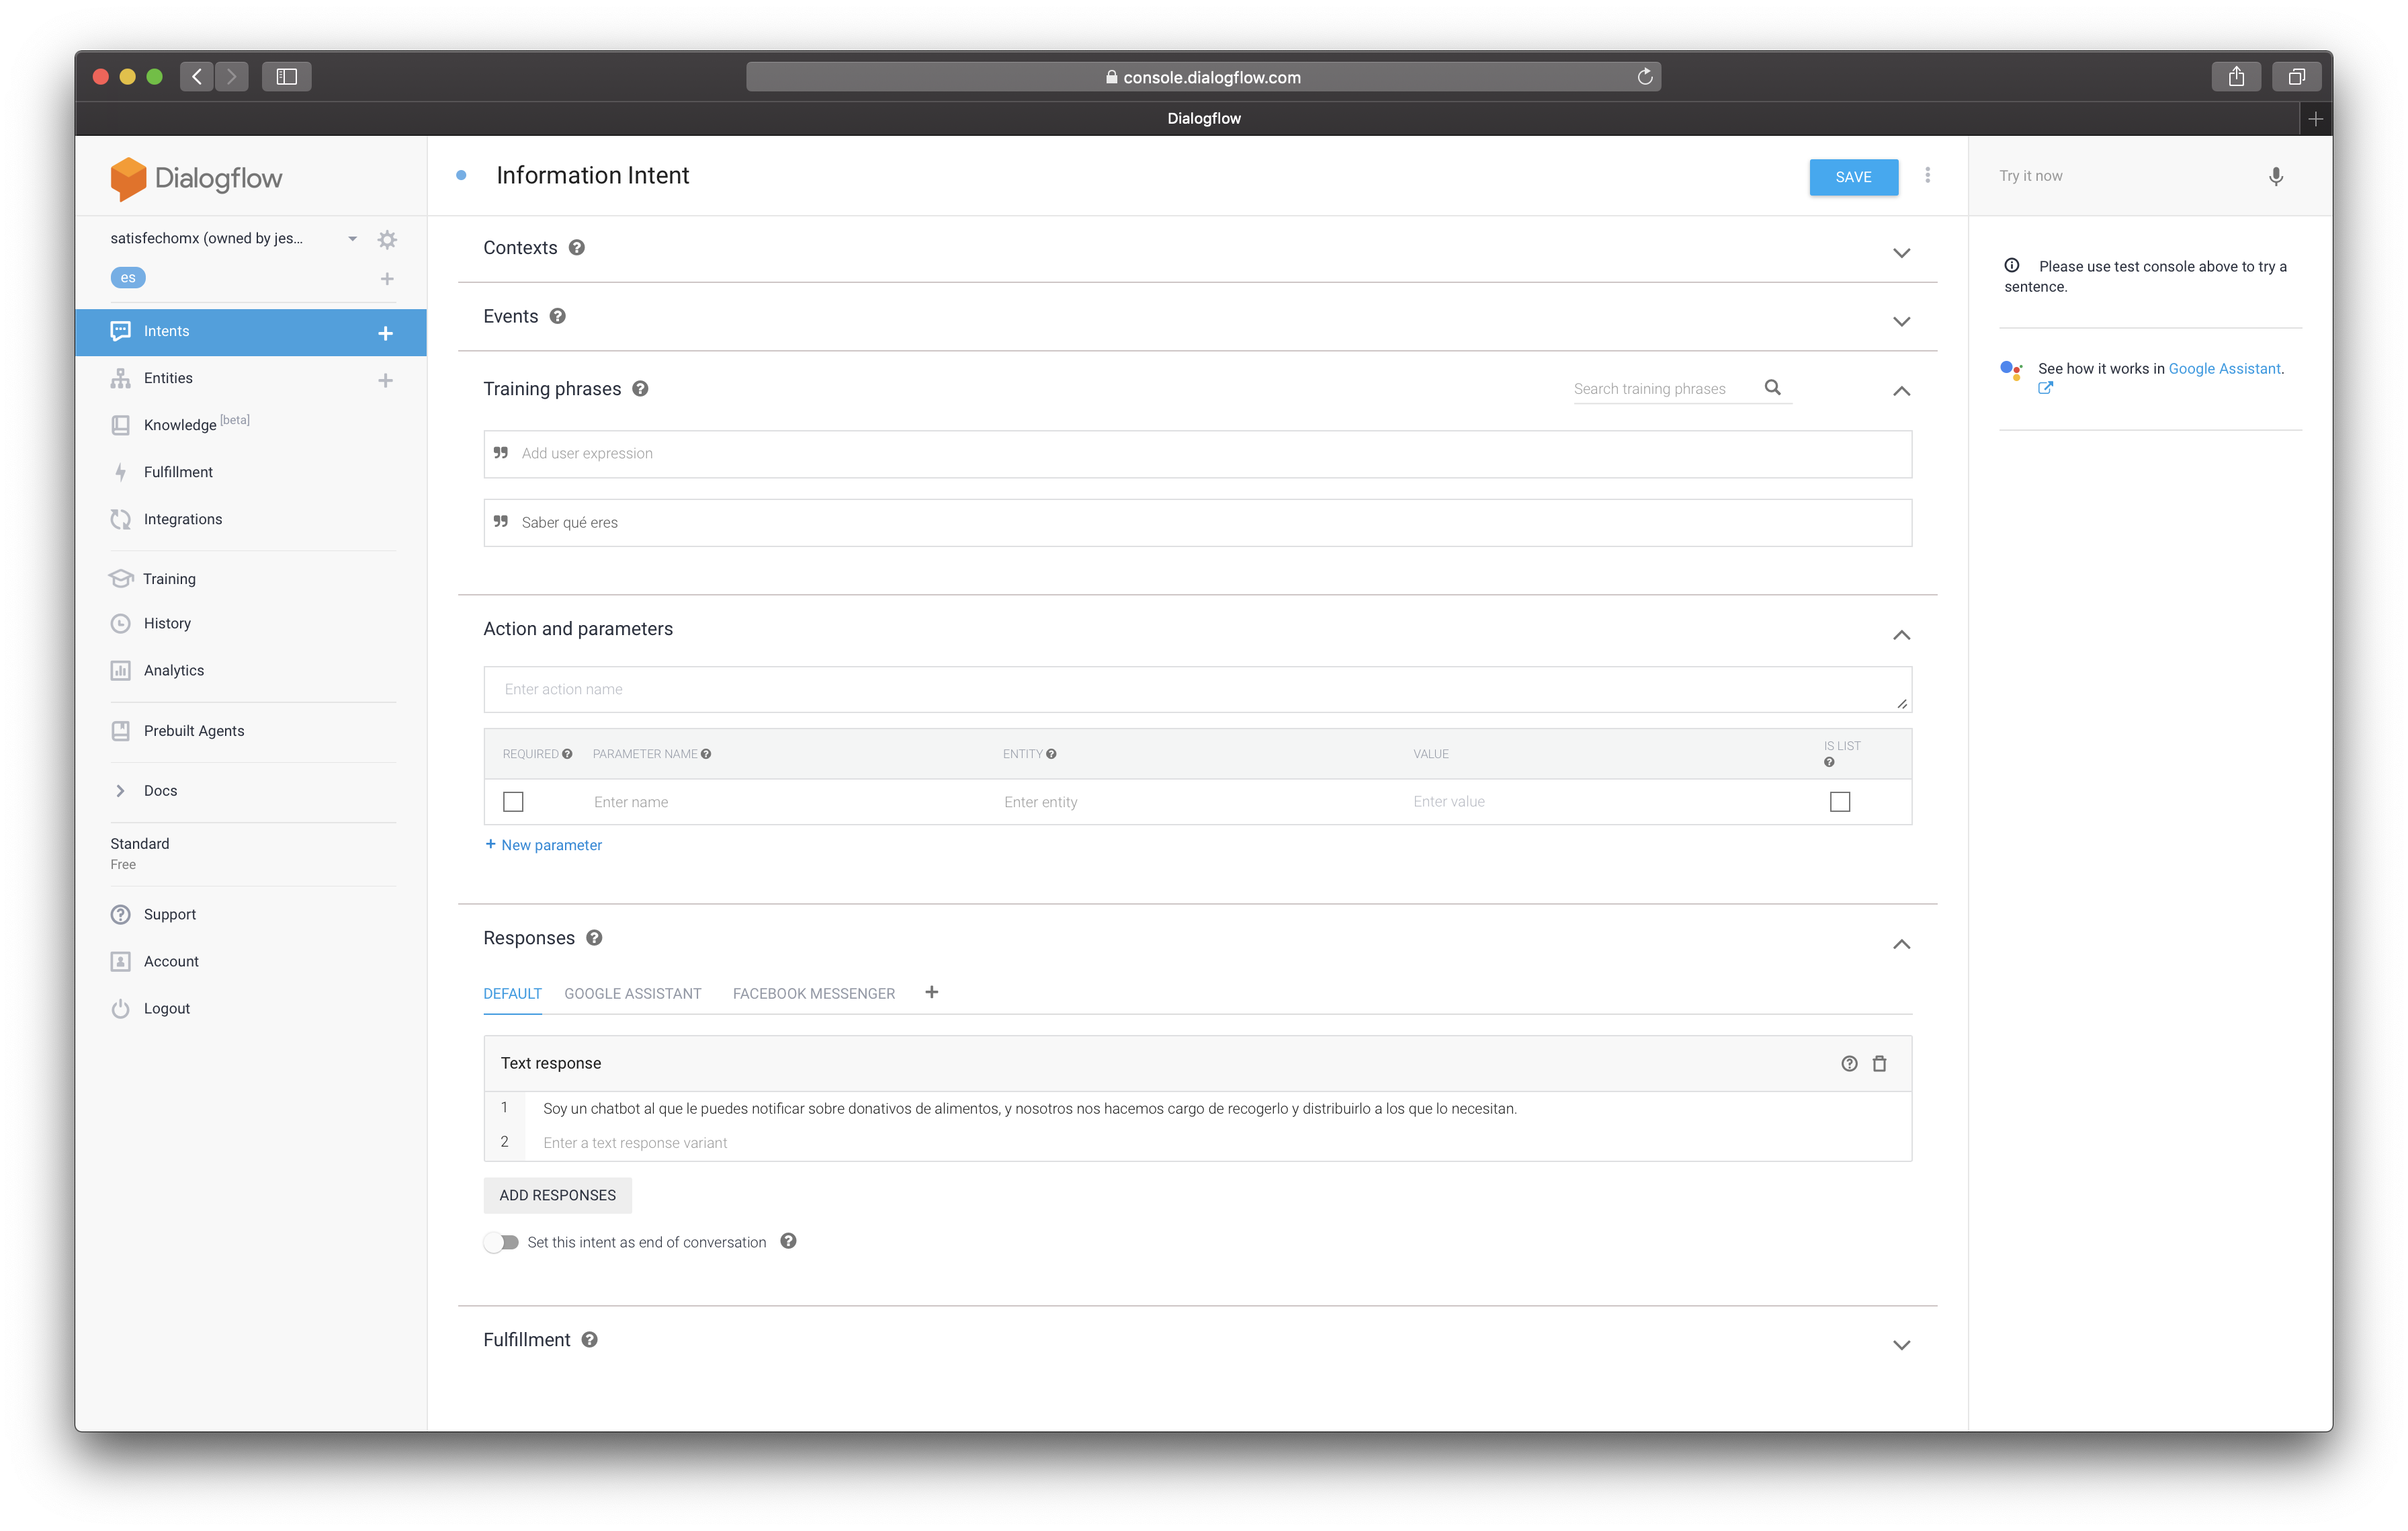 console.dialogflow.com
Dialogflow
Dialogflow
satisfechomx (owned by jes...
es
Intents
Entities
Knowledge [beta]
Fulfillment
Integrations
Training
History
Analytics
Prebuilt Agents
Docs
Standard
Free
Support
Account
Logout
Information Intent
SAVE
Contexts
Events
Training phrases
Search training phrases
Add user expression
Saber qué eres
Action and parameters
Enter action name
REQUIRED PARAMETER NAME ENTITY VALUE IS LIST
Enter name Enter entity Enter value
+ New parameter
Responses
DEFAULT GOOGLE ASSISTANT FACEBOOK MESSENGER +
Text response
1 Soy un chatbot al que le puedes notificar sobre donativos de alimentos, y nosotros nos hacemos cargo de recogerlo y distribuirlo a los que lo necesitan.
2 Enter a text response variant
ADD RESPONSES
Set this intent as end of conversation
Fulfillment
Try it now
Please use test console above to try a
sentence.
See how it works in Google Assistant.